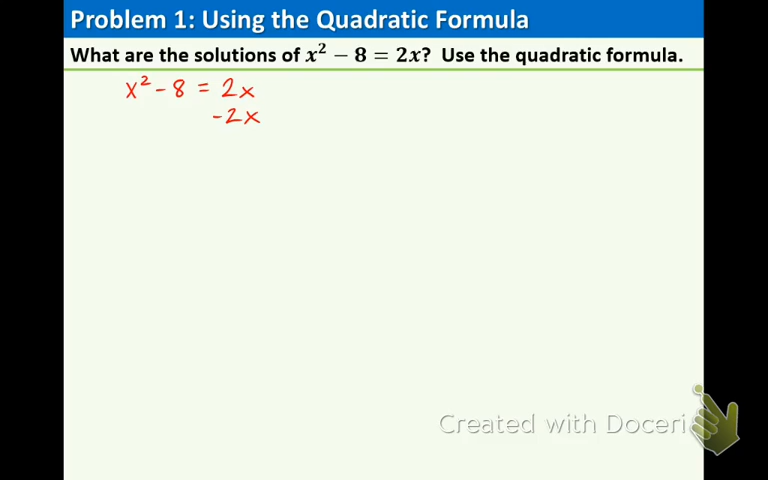 Problem 1: Using the Quadratic Formula
What are the solutions of x² − 8 = 2x? Use the quadratic formula.
x² - 8 = 2x
-2x
Created with Doceri